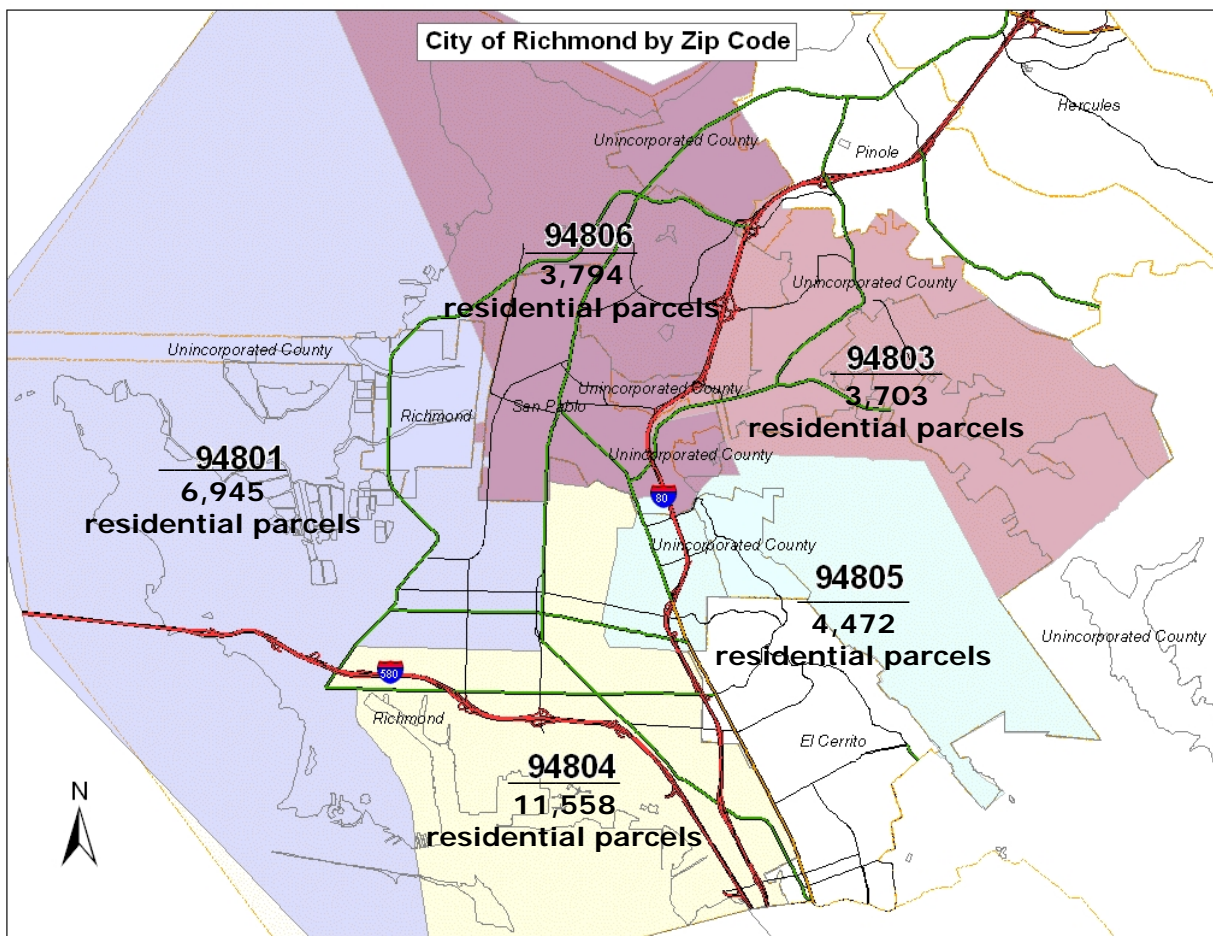 City of Richmond by Zip Code
Hercules
Unincorporated County
Pinole
94806
3,794
residential parcels
Unincorporated County
Unincorporated County
94803
3,703
residential parcels
Unincorporated County
Richmond
San Pablo
Unincorporated County
94801
6,945
residential parcels
80
Unincorporated County
94805
4,472
residential parcels
Unincorporated County
580
Richmond
El Cerrito
94804
11,558
residential parcels
N